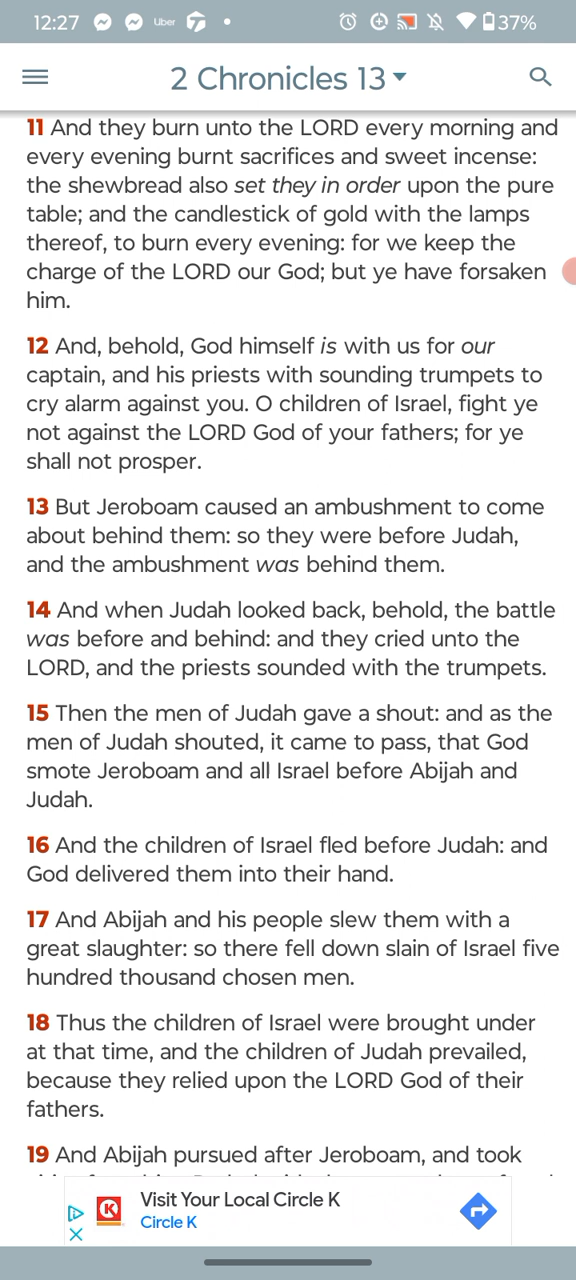 12:27 Uber 37%
2 Chronicles 13
11 And they burn unto the LORD every morning and
every evening burnt sacrifices and sweet incense:
the shewbread also set they in order upon the pure
table; and the candlestick of gold with the lamps
thereof, to burn every evening: for we keep the
charge of the LORD our God; but ye have forsaken
him.
12 And, behold, God himself is with us for our
captain, and his priests with sounding trumpets to
cry alarm against you. O children of Israel, fight ye
not against the LORD God of your fathers; for ye
shall not prosper.
13 But Jeroboam caused an ambushment to come
about behind them: so they were before Judah,
and the ambushment was behind them.
14 And when Judah looked back, behold, the battle
was before and behind: and they cried unto the
LORD, and the priests sounded with the trumpets.
15 Then the men of Judah gave a shout: and as the
men of Judah shouted, it came to pass, that God
smote Jeroboam and all Israel before Abijah and
Judah.
16 And the children of Israel fled before Judah: and
God delivered them into their hand.
17 And Abijah and his people slew them with a
great slaughter: so there fell down slain of Israel five
hundred thousand chosen men.
18 Thus the children of Israel were brought under
at that time, and the children of Judah prevailed,
because they relied upon the LORD God of their
fathers.
19 And Abijah pursued after Jeroboam, and took
Visit Your Local Circle K
Circle K